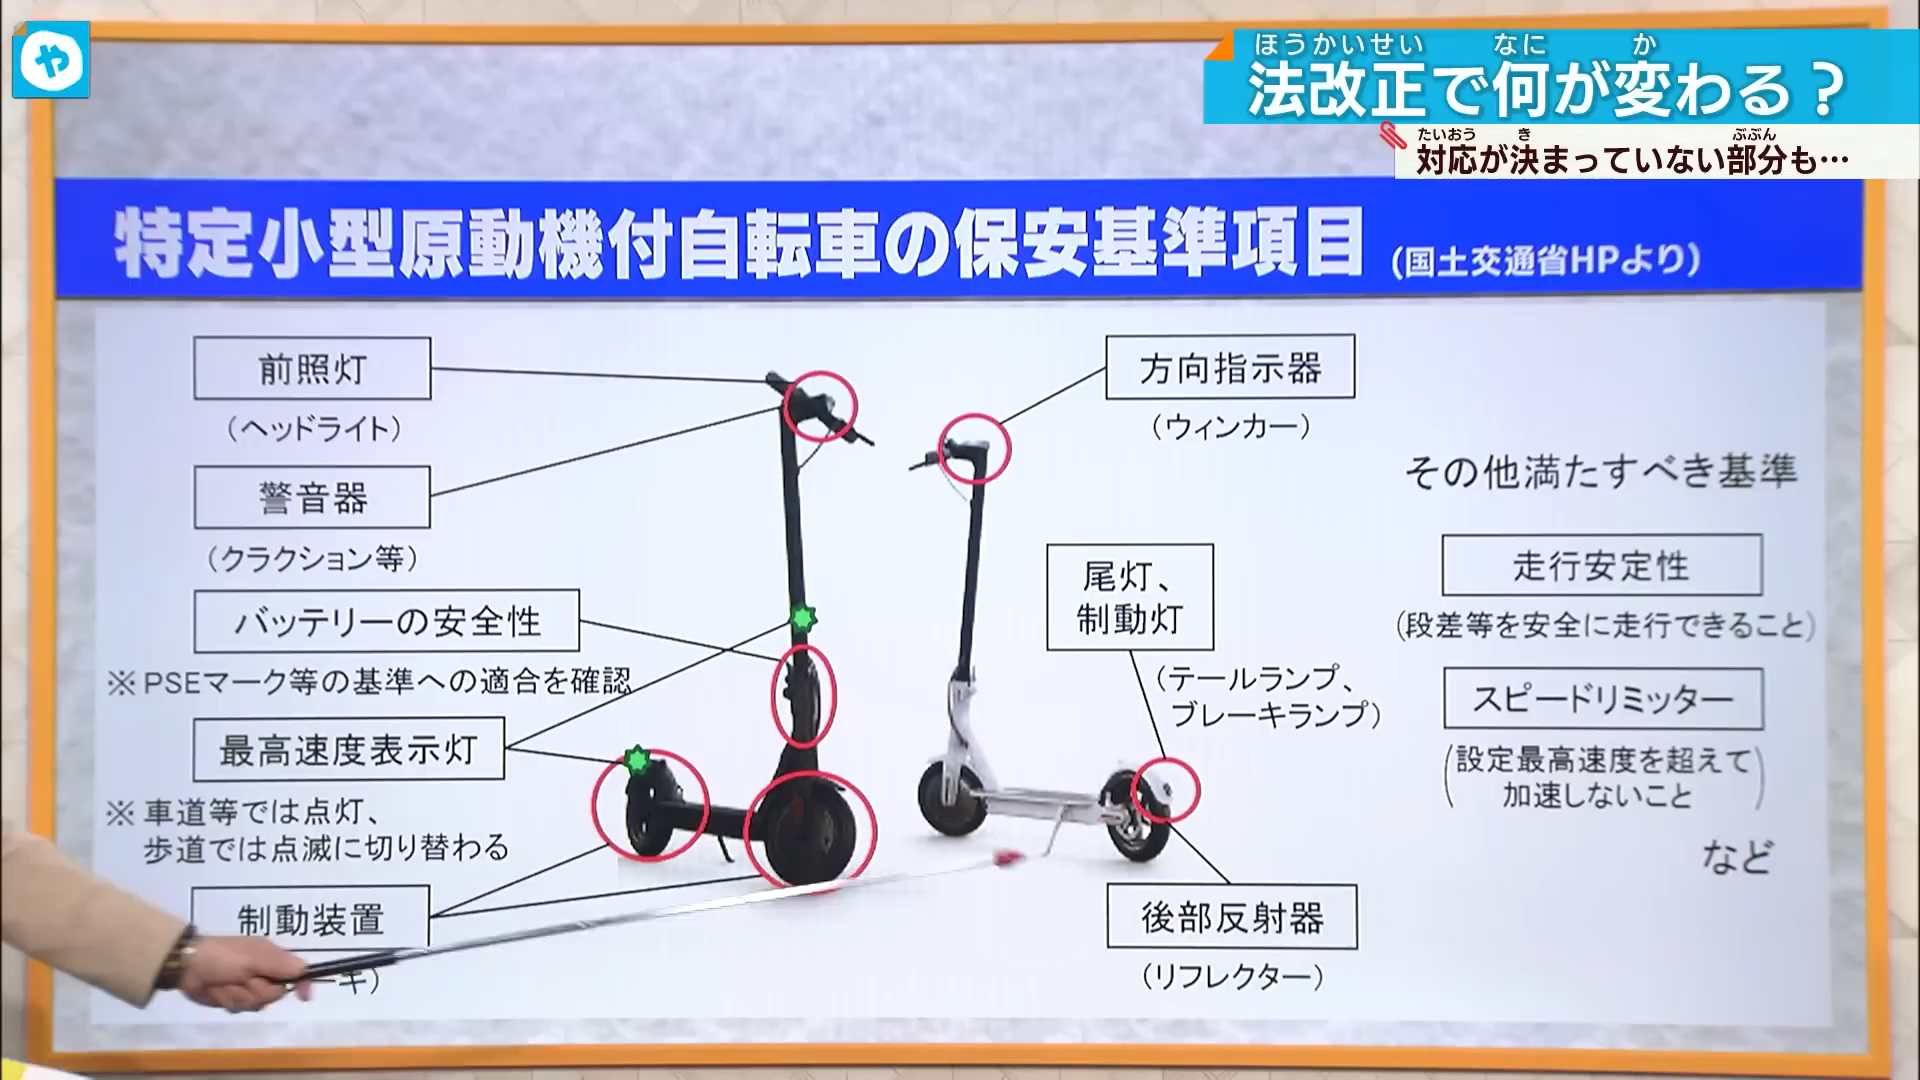 や
ほうかいせい なに か
法改正で何が変わる？
たいおう き ぶぶん
対応が決まっていない部分も…
特定小型原動機付自転車の保安基準項目 (国土交通省HPより)
前照灯
（ヘッドライト）
警音器
（クラクション等）
バッテリーの安全性
※PSEマーク等の基準への適合を確認
最高速度表示灯
※車道等では点灯、
歩道では点滅に切り替わる
制動装置
ーキ）
方向指示器
（ウィンカー）
尾灯、
制動灯
（テールランプ、
ブレーキランプ）
後部反射器
（リフレクター）
その他満たすべき基準
走行安定性
（段差等を安全に走行できること）
スピードリミッター
（設定最高速度を超えて
加速しないこと）
など